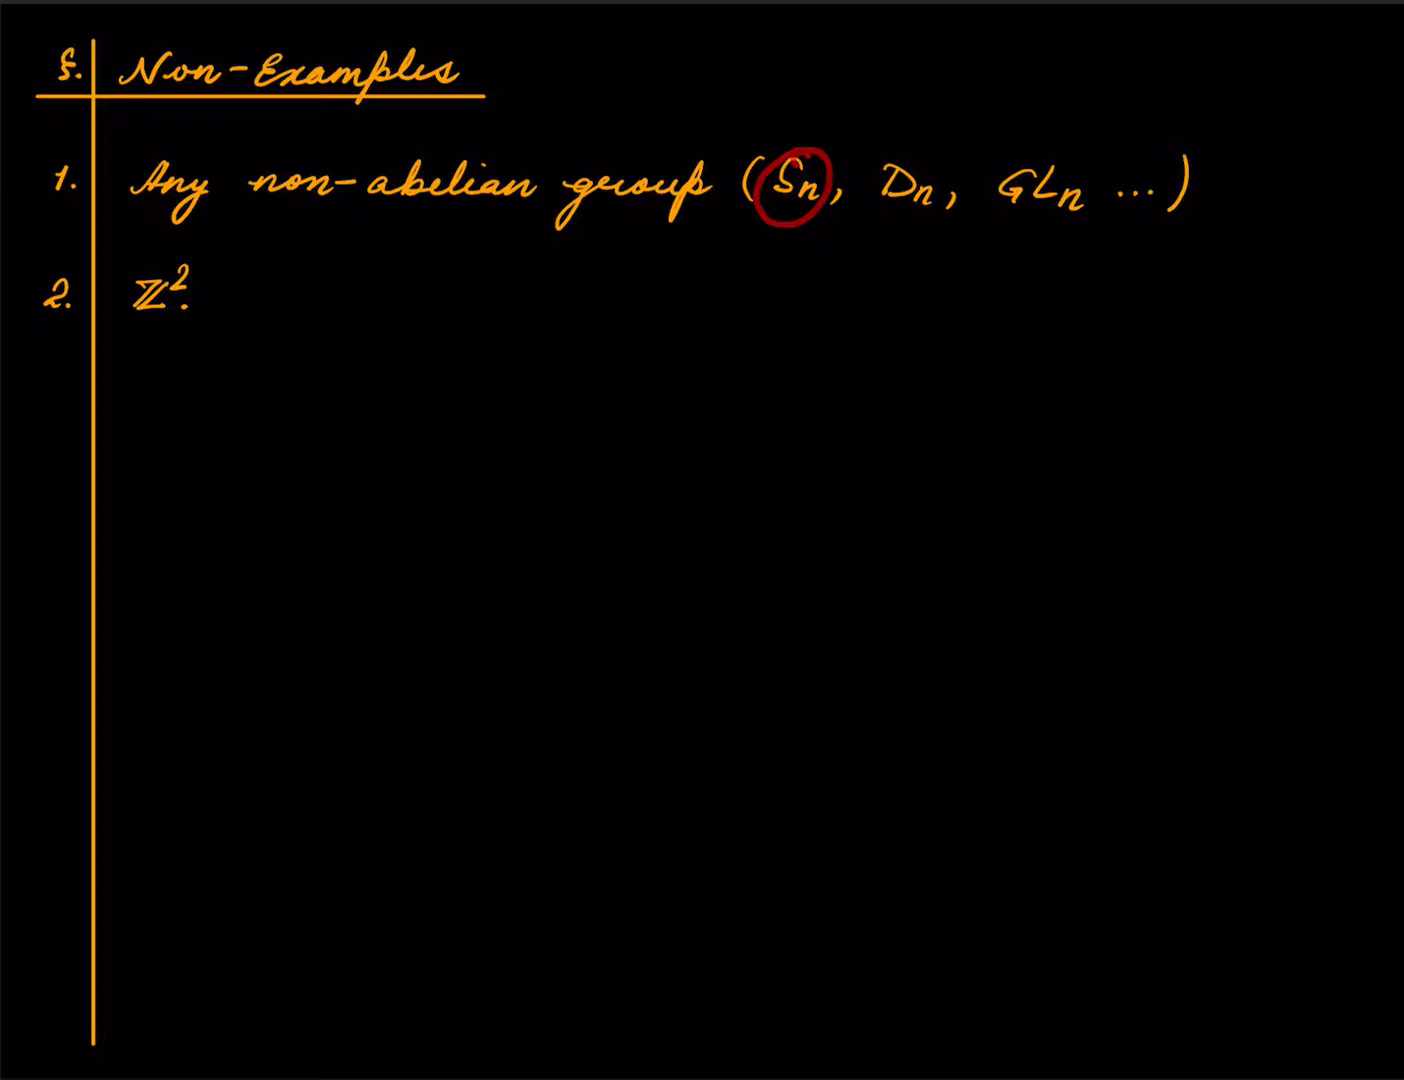 §. Non-Examples
1. Any non-abelian group (Sn, Dn, GLn ...)
2. ℤ².